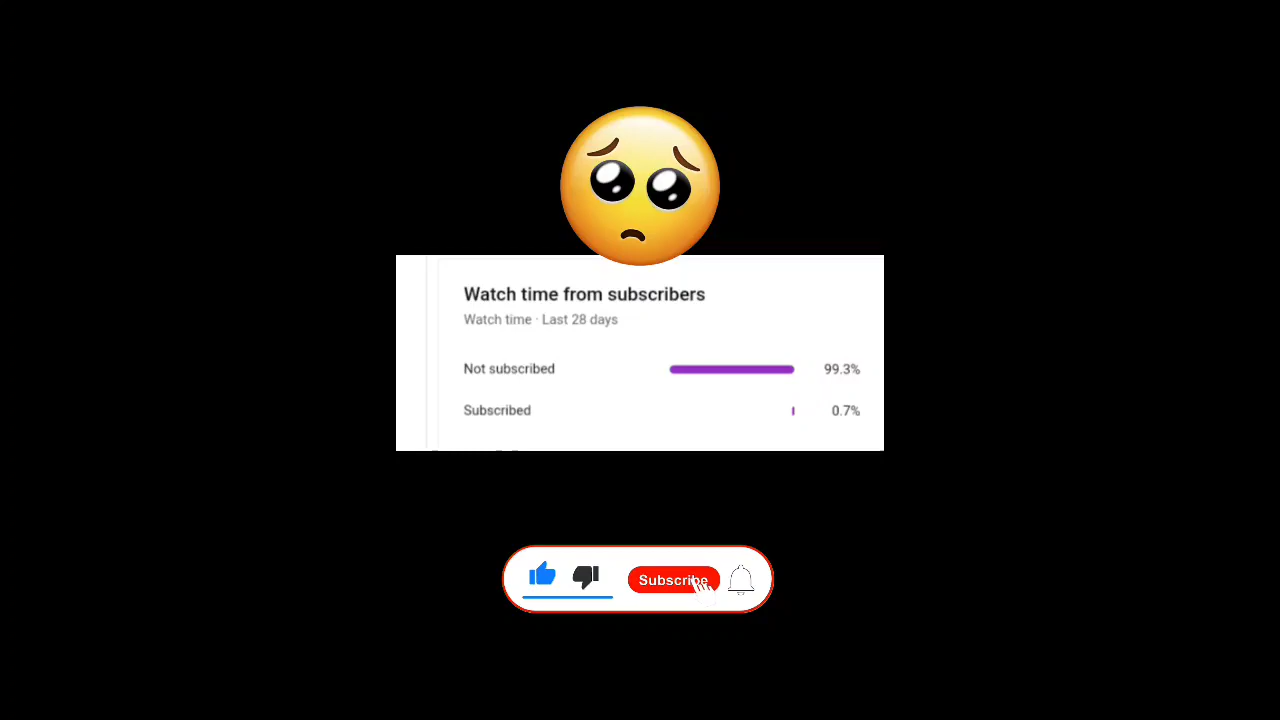 Watch time from subscribers
Watch time · Last 28 days
Not subscribed 99.3%
Subscribed 0.7%
Subscribe